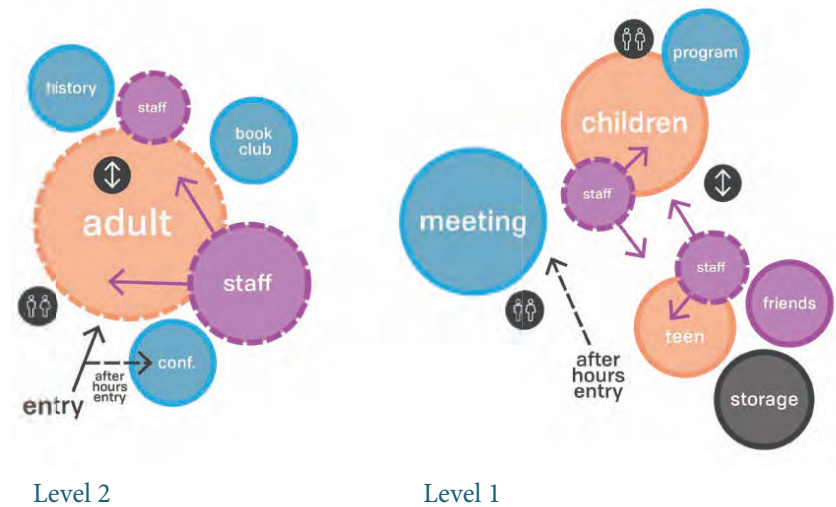 history
staff
book
club
adult
staff
conf.
after
hours
entry
entry
Level 2
program
children
staff
meeting
staff
friends
teen
after
hours
entry
storage
Level 1